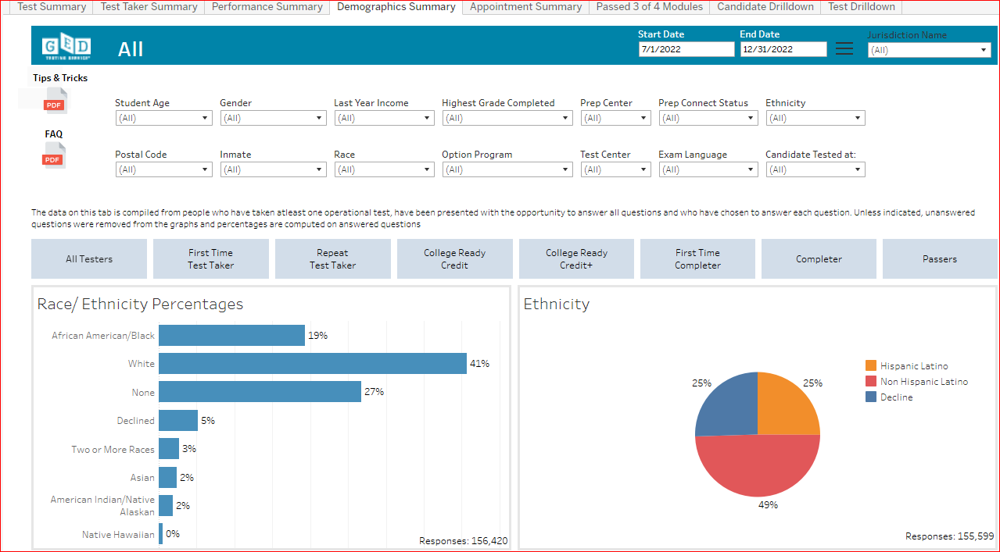 Test Summary Test Taker Summary Performance Summary Demographics Summary Appointment Summary Passed 3 of 4 Modules Candidate Drilldown Test Drilldown
GED
TESTING SERVICE
All
Start Date End Date Jurisdiction Name
7/1/2022 12/31/2022 (All)
Tips & Tricks
PDF
FAQ
PDF
Student Age Gender Last Year Income Highest Grade Completed Prep Center Prep Connect Status Ethnicity
(All) (All) (All) (All) (All) (All) (All)
Postal Code Inmate Race Option Program Test Center Exam Language Candidate Tested at:
(All) (All) (All) (All) (All) (All) (All)
The data on this tab is compiled from people who have taken atleast one operational test, have been presented with the opportunity to answer all questions and who have chosen to answer each question. Unless indicated, unanswered
questions were removed from the graphs and percentages are computed on answered questions
All Testers
First Time
Test Taker
Repeat
Test Taker
College Ready
Credit
College Ready
Credit+
First Time
Completer
Completer
Passers
Race/ Ethnicity Percentages
African American/Black 19%
White 41%
None 27%
Declined 5%
Two or More Races 3%
Asian 2%
American Indian/Native
Alaskan 2%
Native Hawaiian 0%
Responses: 156,420
Ethnicity
25% 25%
49%
Hispanic Latino
Non Hispanic Latino
Decline
Responses: 155,599